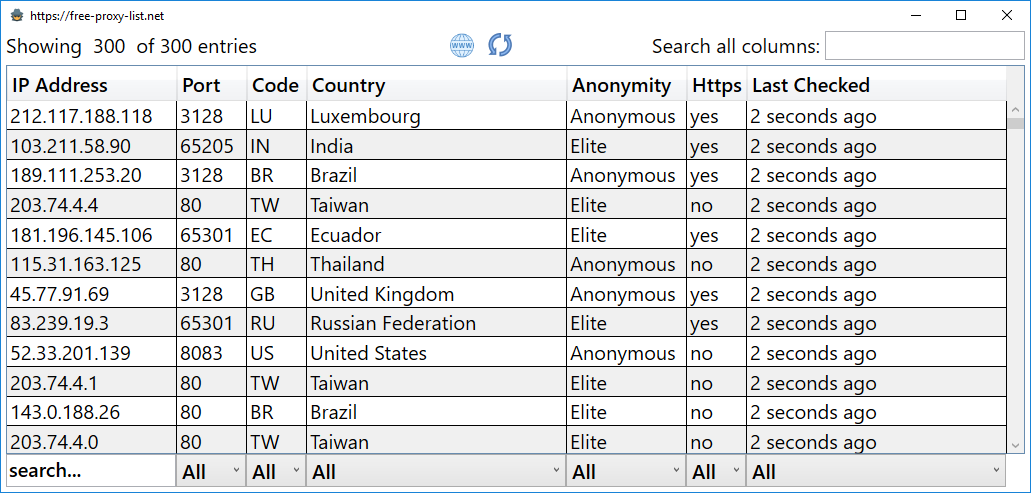 https://free-proxy-list.net
Showing 300 of 300 entries WWW Search all columns:
IP Address Port Code Country Anonymity Https Last Checked
212.117.188.118 3128 LU Luxembourg Anonymous yes 2 seconds ago
103.211.58.90 65205 IN India Elite yes 2 seconds ago
189.111.253.20 3128 BR Brazil Anonymous yes 2 seconds ago
203.74.4.4 80 TW Taiwan Elite no 2 seconds ago
181.196.145.106 65301 EC Ecuador Elite yes 2 seconds ago
115.31.163.125 80 TH Thailand Anonymous no 2 seconds ago
45.77.91.69 3128 GB United Kingdom Anonymous yes 2 seconds ago
83.239.19.3 65301 RU Russian Federation Elite yes 2 seconds ago
52.33.201.139 8083 US United States Anonymous no 2 seconds ago
203.74.4.1 80 TW Taiwan Elite no 2 seconds ago
143.0.188.26 80 BR Brazil Elite no 2 seconds ago
203.74.4.0 80 TW Taiwan Elite no 2 seconds ago
search... All All All All All All